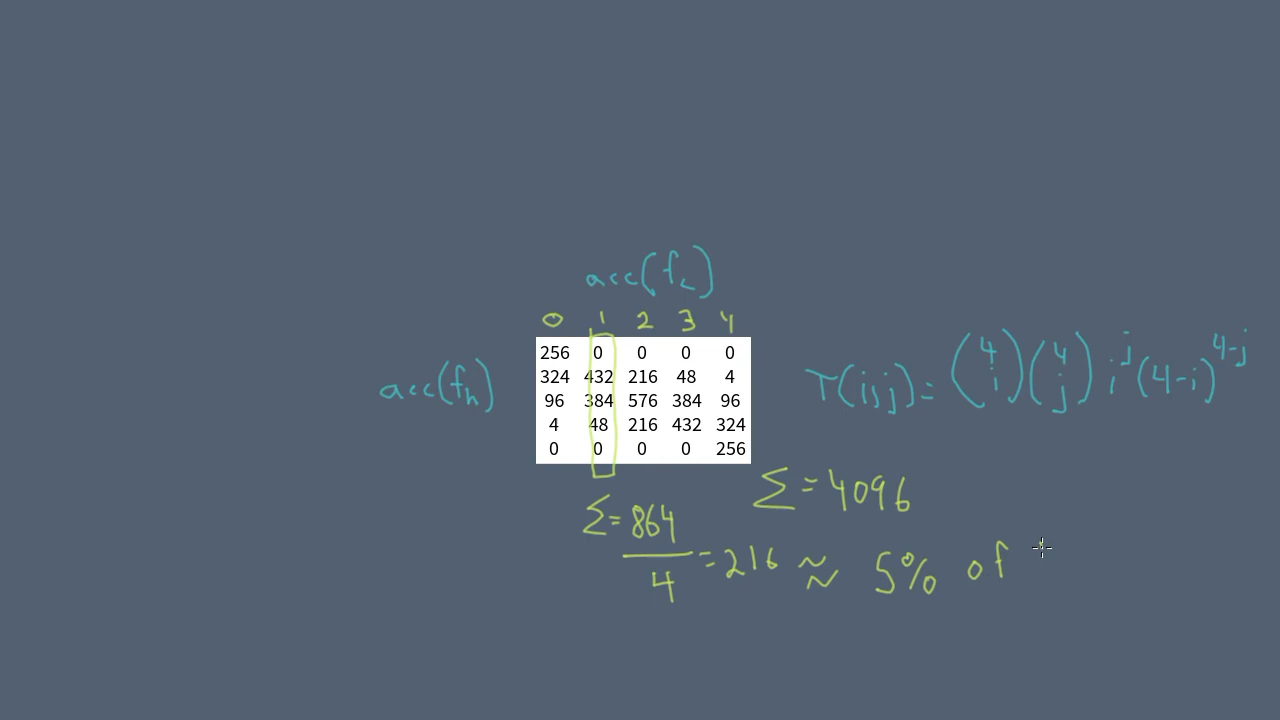 acc(f_c)
0 1 2 3 4
256 0 0 0 0
324 432 216 48 4
acc(f_h)
96 384 576 384 96
4 48 216 432 324
0 0 0 0 256
T(i,j)= (4 i)(4 j) i^j (4-i)^{4-j}
Σ=4096
Σ=864
/4 =216 ≈ 5% of